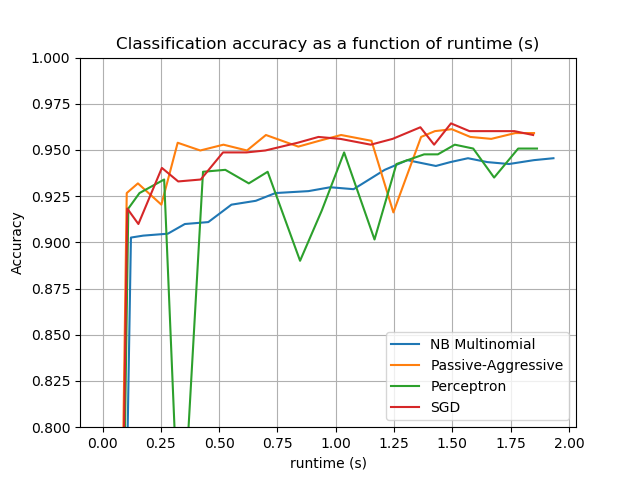 Classification accuracy as a function of runtime (s)
1.000
0.975
0.950
0.925
0.900
0.875
0.850
0.825
0.800
Accuracy
NB Multinomial
Passive-Aggressive
Perceptron
SGD
0.00 0.25 0.50 0.75 1.00 1.25 1.50 1.75 2.00
runtime (s)